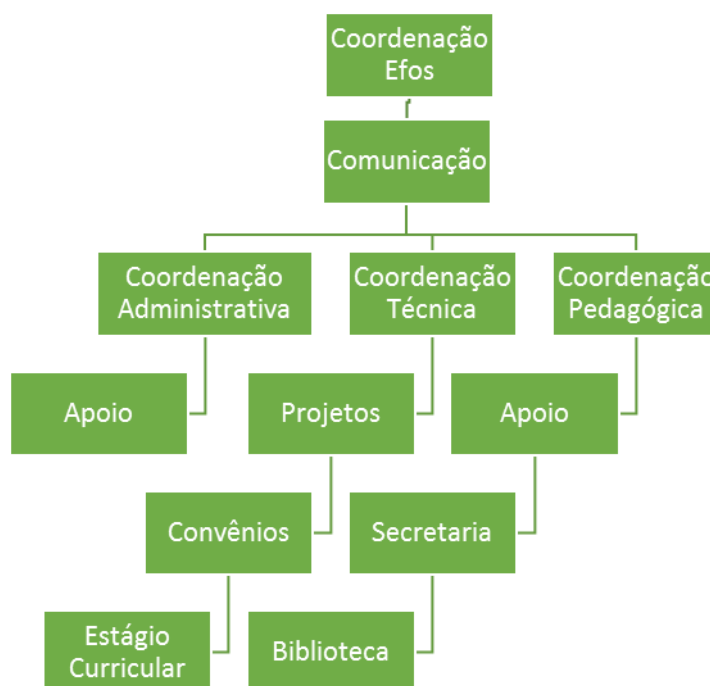 Coordenação
Efos
Comunicação
Coordenação
Administrativa
Coordenação
Técnica
Coordenação
Pedagógica
Apoio
Projetos
Apoio
Convênios
Secretaria
Estágio
Curricular
Biblioteca